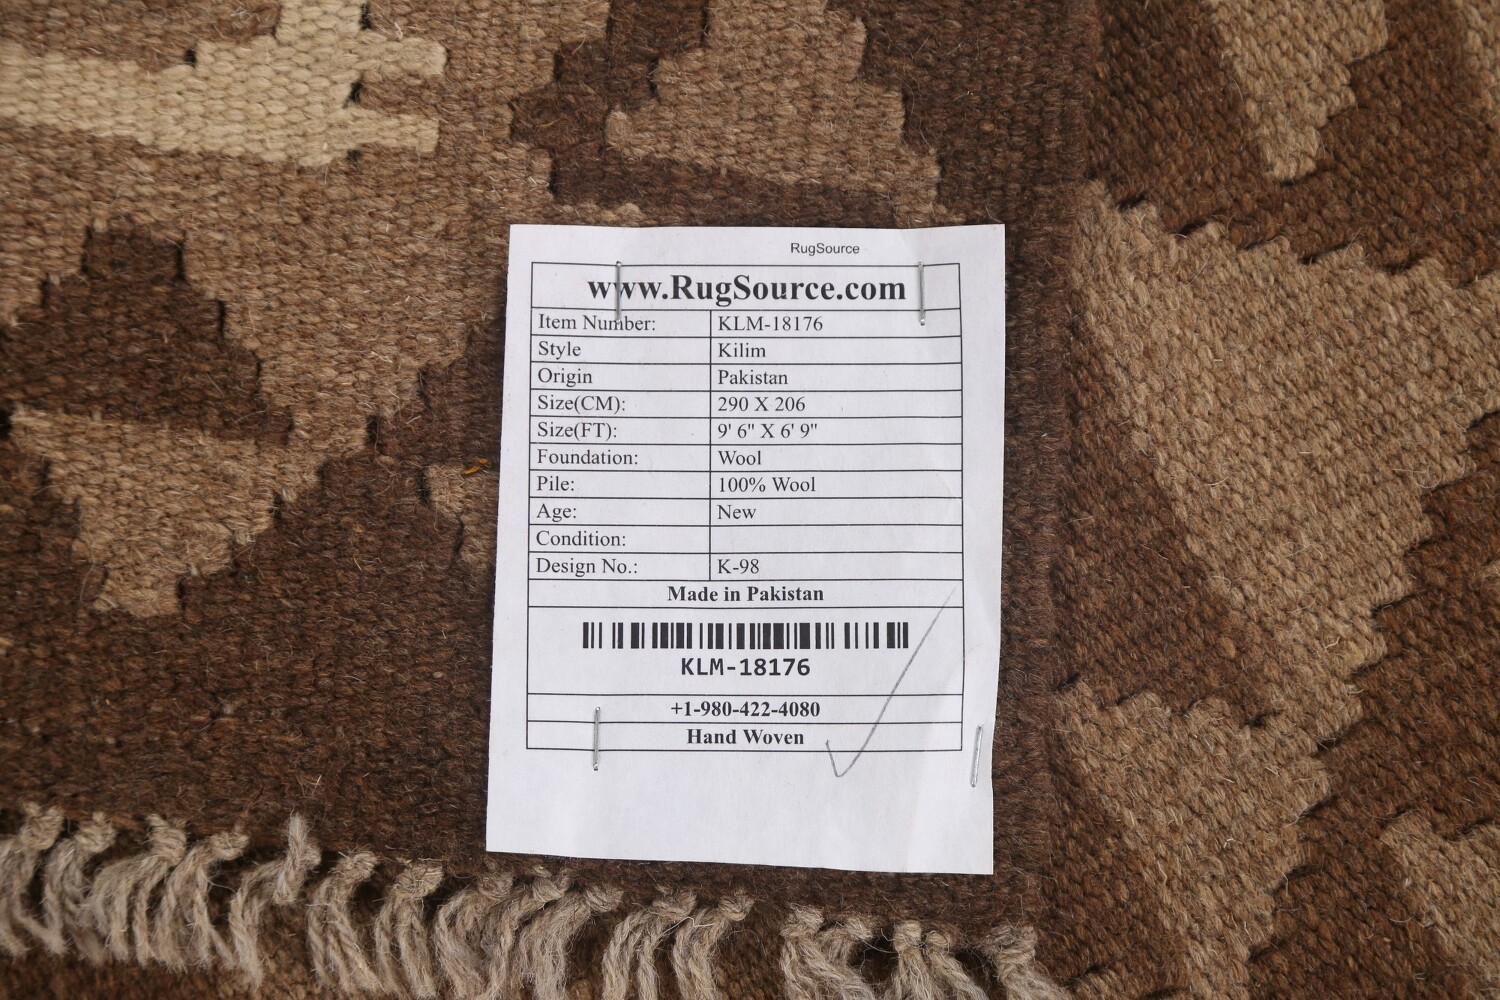 RugSource
www.RugSource.com
Item Number: KLM-18176
Style Kilim
Origin Pakistan
Size(CM): 290 X 206
Size(FT): 9' 6" X 6' 9"
Foundation: Wool
Pile: 100% Wool
Age: New
Condition:
Design No.: K-98
Made in Pakistan
KLM-18176
+1-980-422-4080
Hand Woven